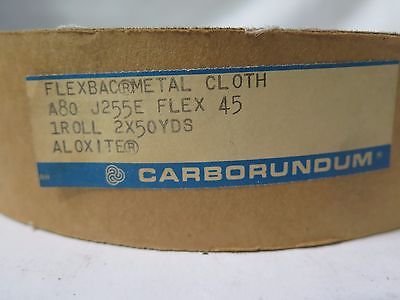 FLEXBAC® METAL CLOTH
A80 J255E FLEX 45
1ROLL 2X50YDS
ALOXITE®
CARBORUNDUM®